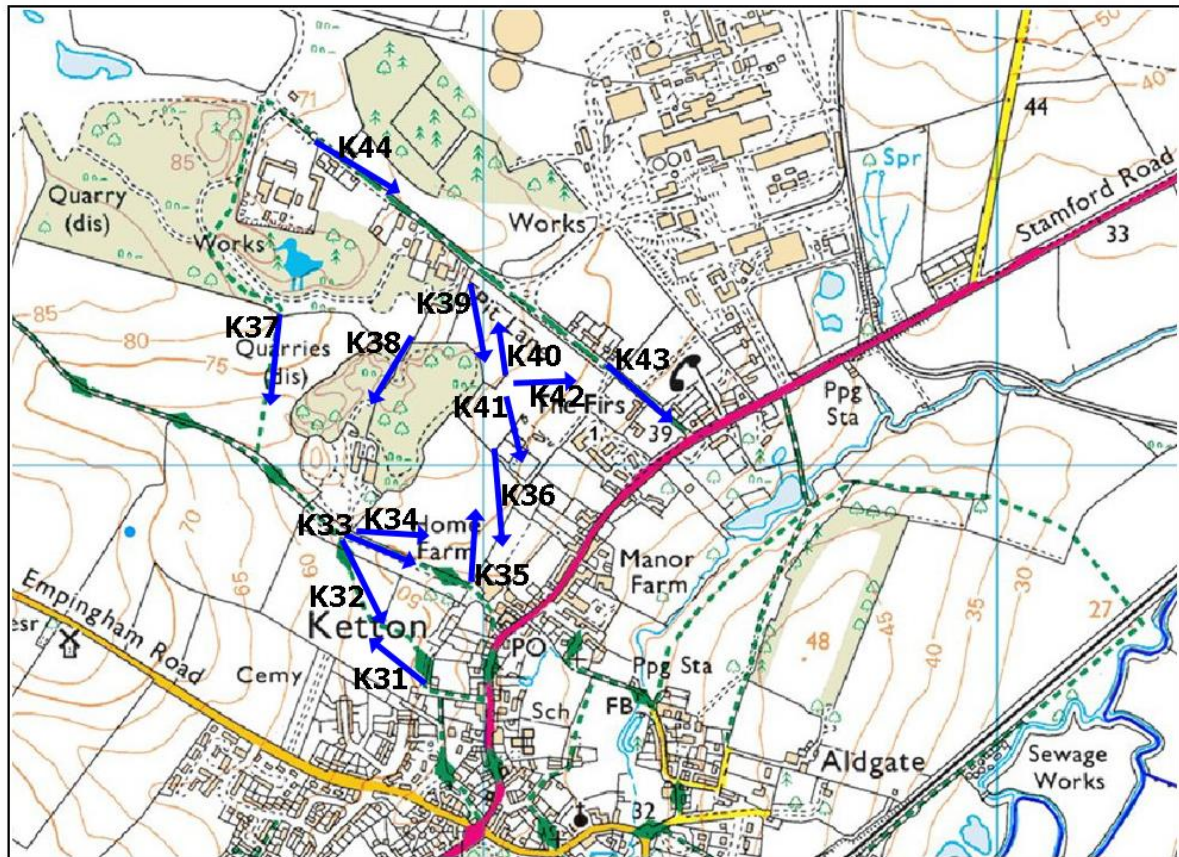 50
71
40
44
85
K44
Spr
Stamford Road
Quarry
(dis)
Works
Works
33
85
80
75
K37
Quarries
(dis)
K38
K39
Pit Lane
K40
K43
K42
K41
The Firs
1
39
Ppg
Sta
K36
70
65
60
K33
K34
Home
Farm
K35
50
Manor
Farm
K32
Ketton
Empingham Road
Cemy
K31
PO
Ppg Sta
Sch
FB
48
45
40
35
30
27
Aldgate
Sewage
Works
32